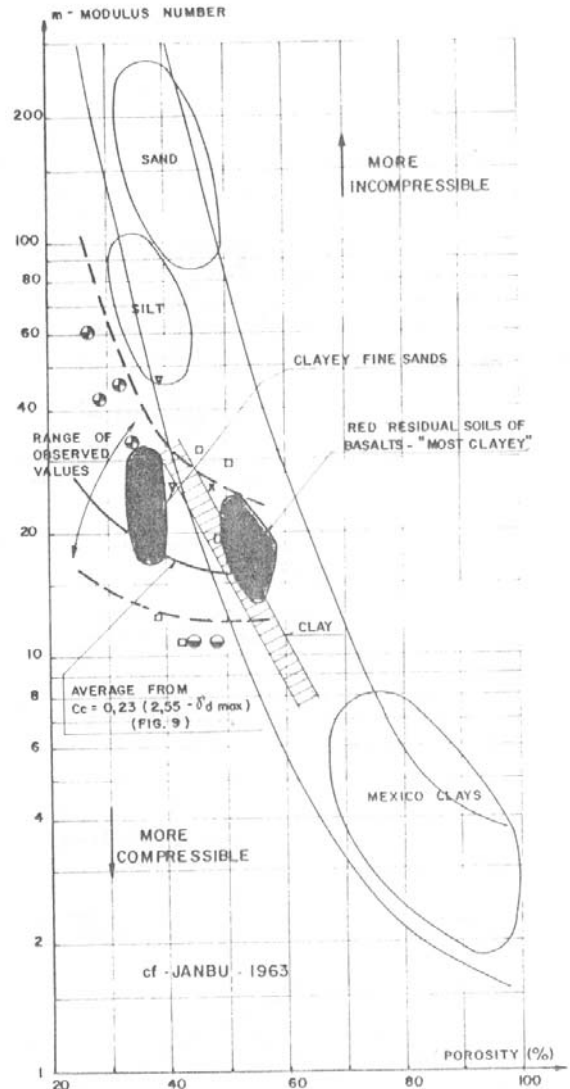 m - MODULUS NUMBER
200
SAND
MORE
INCOMPRESSIBLE
100
80
SILT
60
CLAYEY FINE SANDS
40
RED RESIDUAL SOILS OF
BASALTS - "MOST CLAYEY"
RANGE OF
OBSERVED
VALUES
20
CLAY
10
AVERAGE FROM
Cc = 0,23 (2,55 - γd max)
(FIG. 9)
8
6
MEXICO CLAYS
4
MORE
COMPRESSIBLE
2
cf - JANBU - 1963
POROSITY (%)
1
20
40
60
80
100